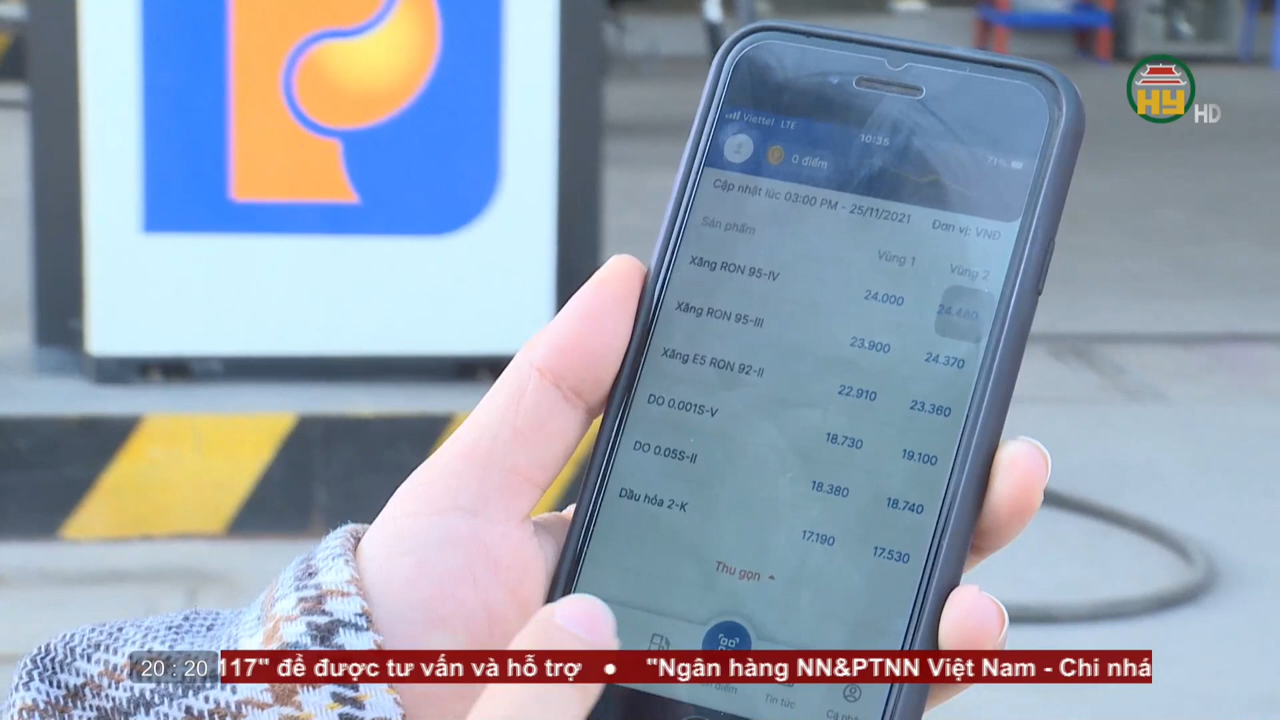 HY HD
Viettel LTE 10:35 71%
0 điểm
Cập nhật lúc 03:00 PM - 25/11/2021 Đơn vị: VNĐ
Sản phẩm Vùng 1 Vùng 2
Xăng RON 95-IV 24.000 24.480
Xăng RON 95-III 23.900 24.370
Xăng E5 RON 92-II 22.910 23.360
DO 0.001S-V 18.730 19.100
DO 0.05S-II 18.380 18.740
Dầu hỏa 2-K 17.190 17.530
Thu gọn
Tin tức
20 : 20 117" để được tư vấn và hỗ trợ • "Ngân hàng NN&PTNN Việt Nam - Chi nhá